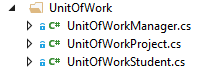 UnitOfWork
C# UnitOfWorkManager.cs
C# UnitOfWorkProject.cs
C# UnitOfWorkStudent.cs